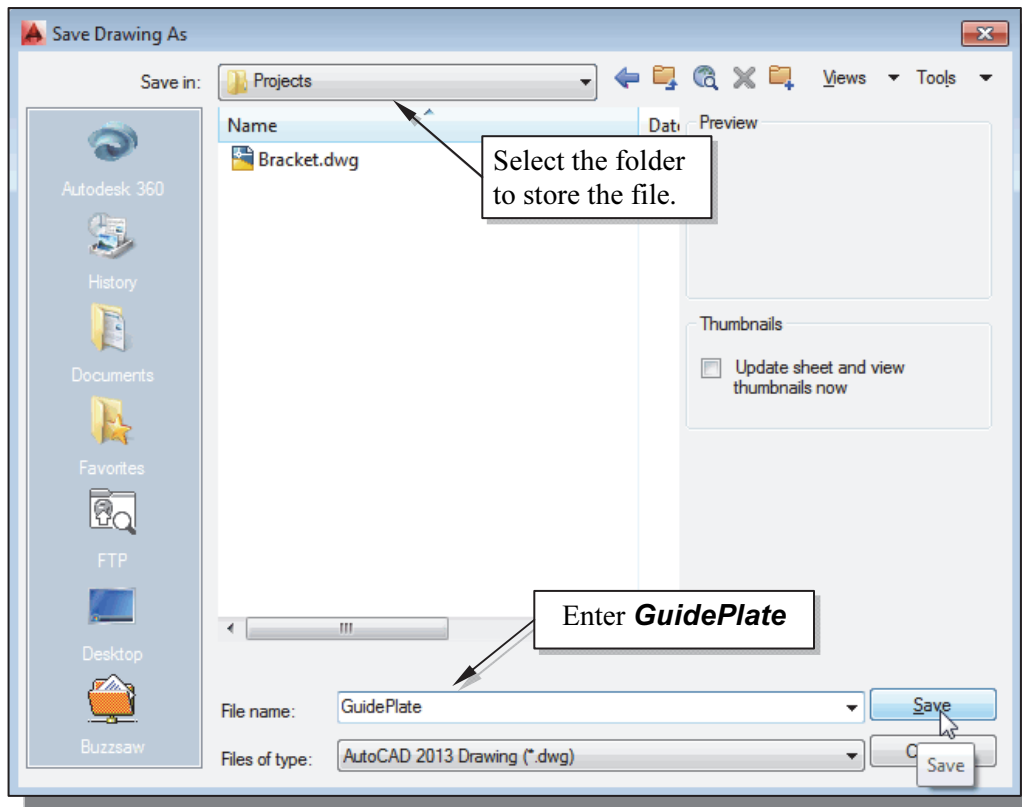 Save Drawing As
Save in: Projects Views Tools
Name Date Preview
Bracket.dwg
Select the folder
to store the file.
Autodesk 360
History
Documents
Favorites
FTP
Desktop
Buzzsaw
Thumbnails
Update sheet and view
thumbnails now
Enter GuidePlate
File name: GuidePlate Save
Files of type: AutoCAD 2013 Drawing (*.dwg)
Save